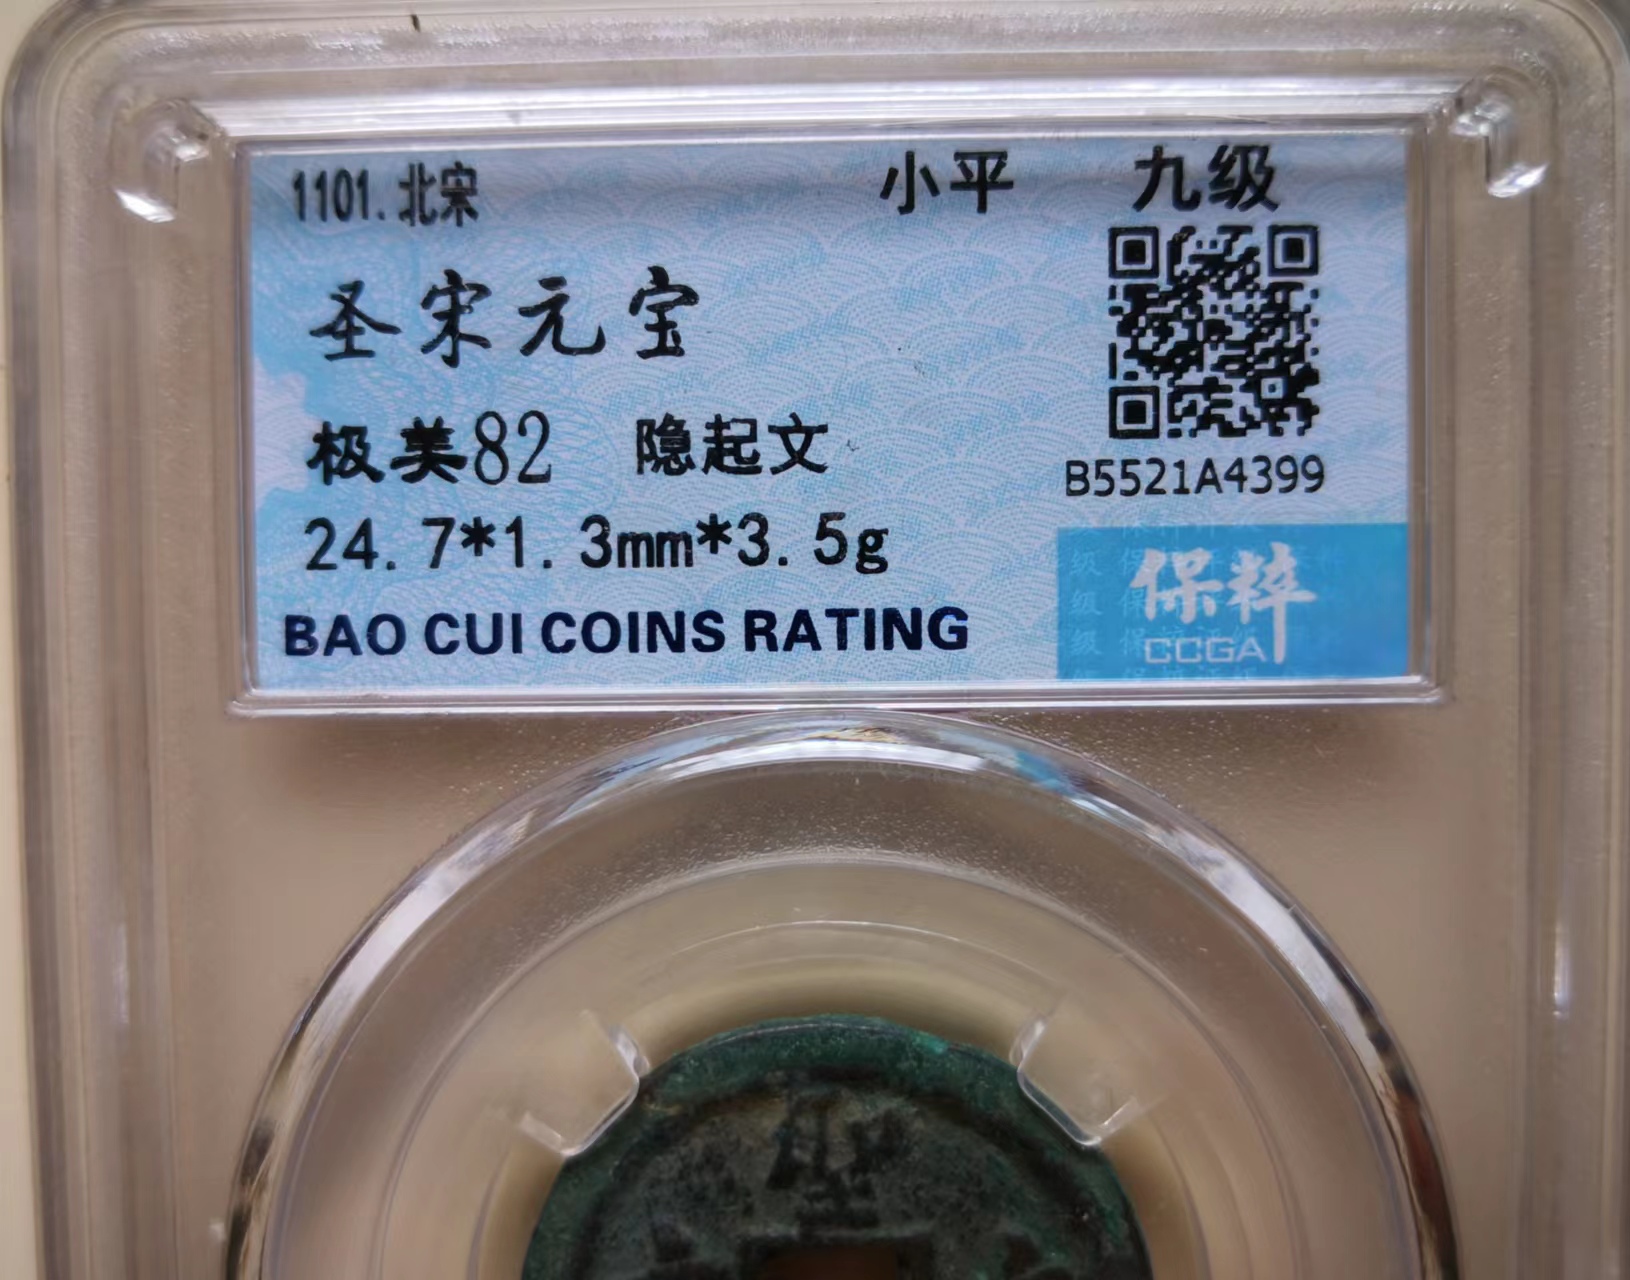 1101.北宋 小平 九级
圣宋元宝
极美82 隐起文
B5521A4399
24.7*1.3mm*3.5g
保粹
CCGA
BAO CUI COINS RATING
聖